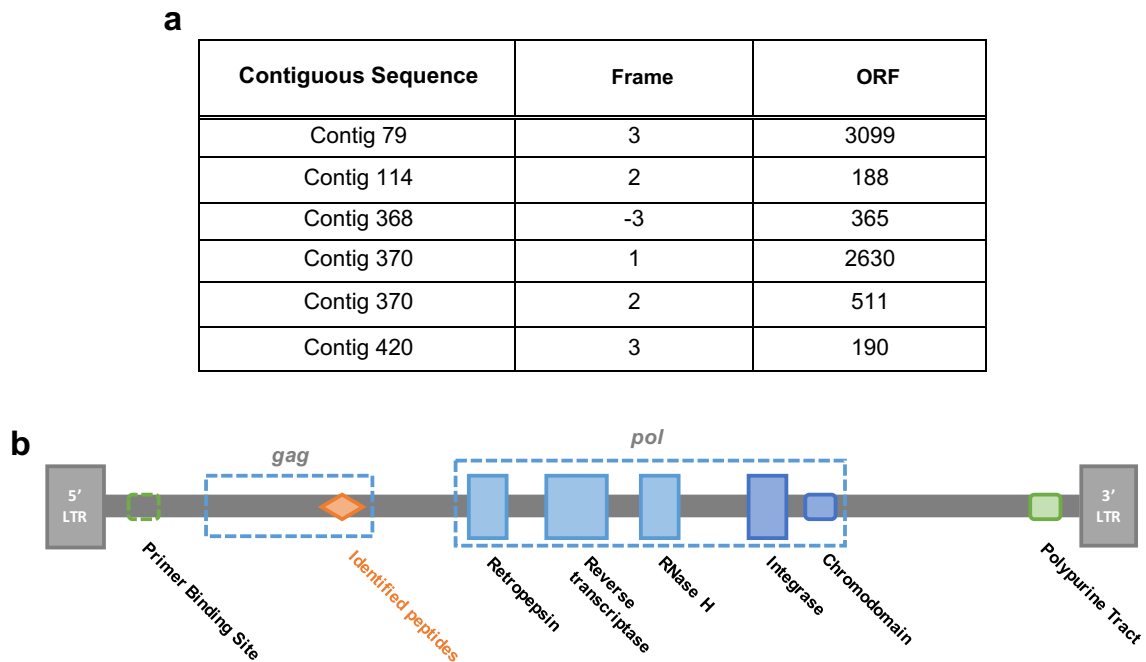 a
Contiguous Sequence Frame ORF
Contig 79 3 3099
Contig 114 2 188
Contig 368 -3 365
Contig 370 1 2630
Contig 370 2 511
Contig 420 3 190
b
gag
pol
5’
LTR
3’
LTR
Primer Binding Site
Identified peptides
Retropepsin
Reverse
transcriptase
RNase H
Integrase
Chromodomain
Polypurine Tract